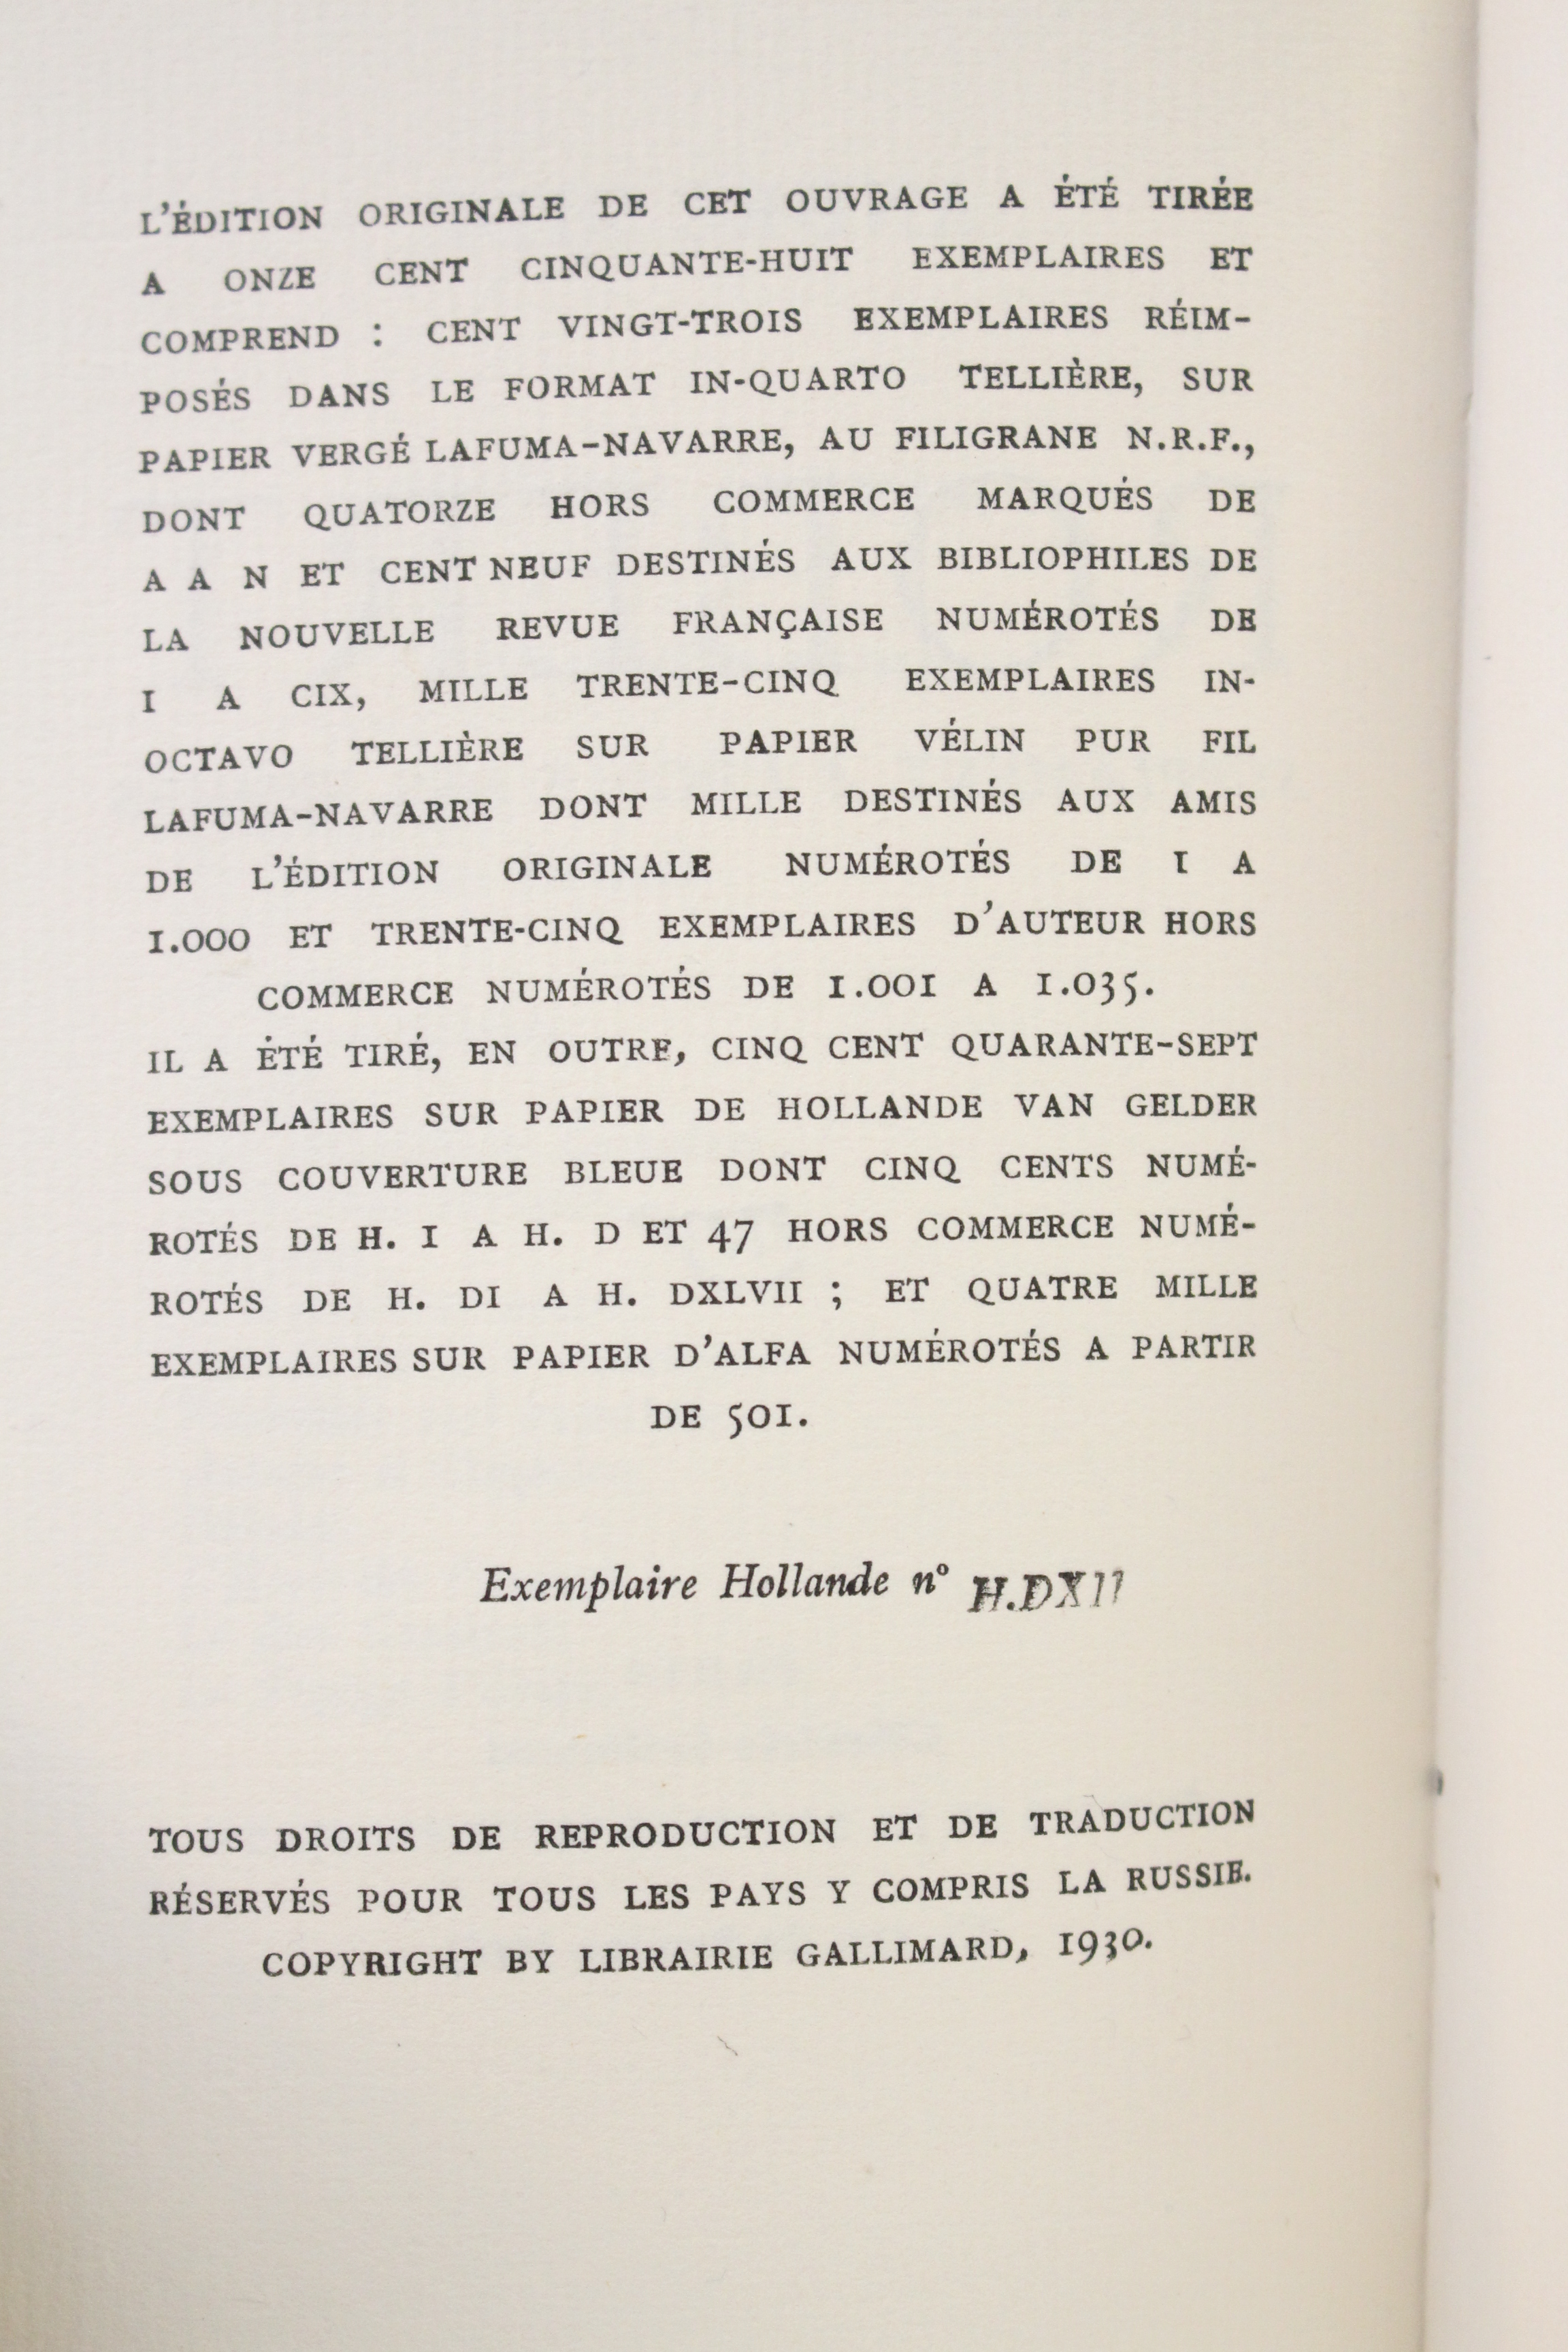 L'ÉDITION ORIGINALE DE CET OUVRAGE A ÉTÉ TIRÉE
A ONZE CENT CINQUANTE-HUIT EXEMPLAIRES ET
COMPREND : CENT VINGT-TROIS EXEMPLAIRES RÉIM-
POSÉS DANS LE FORMAT IN-QUARTO TELLIÈRE, SUR
PAPIER VERGÉ LAFUMA-NAVARRE, AU FILIGRANE N.R.F.,
DONT QUATORZE HORS COMMERCE MARQUÉS DE
A A N ET CENT NEUF DESTINÉS AUX BIBLIOPHILES DE
LA NOUVELLE REVUE FRANÇAISE NUMÉROTÉS DE
I A CIX, MILLE TRENTE-CINQ EXEMPLAIRES IN-
OCTAVO TELLIÈRE SUR PAPIER VÉLIN PUR FIL
LAFUMA-NAVARRE DONT MILLE DESTINÉS AUX AMIS
DE L'ÉDITION ORIGINALE NUMÉROTÉS DE 1 A
1.000 ET TRENTE-CINQ EXEMPLAIRES D'AUTEUR HORS
COMMERCE NUMÉROTÉS DE 1.001 A 1.035.
IL A ÉTÉ TIRÉ, EN OUTRE, CINQ CENT QUARANTE-SEPT
EXEMPLAIRES SUR PAPIER DE HOLLANDE VAN GELDER
SOUS COUVERTURE BLEUE DONT CINQ CENTS NUMÉ-
ROTÉS DE H. I A H. D ET 47 HORS COMMERCE NUMÉ-
ROTÉS DE H. DI A H. DXLVII ; ET QUATRE MILLE
EXEMPLAIRES SUR PAPIER D'ALFA NUMÉROTÉS A PARTIR
DE 501.
Exemplaire Hollande n° H.DXII
TOUS DROITS DE REPRODUCTION ET DE TRADUCTION
RÉSERVÉS POUR TOUS LES PAYS Y COMPRIS LA RUSSIE.
COPYRIGHT BY LIBRAIRIE GALLIMARD, 1930.